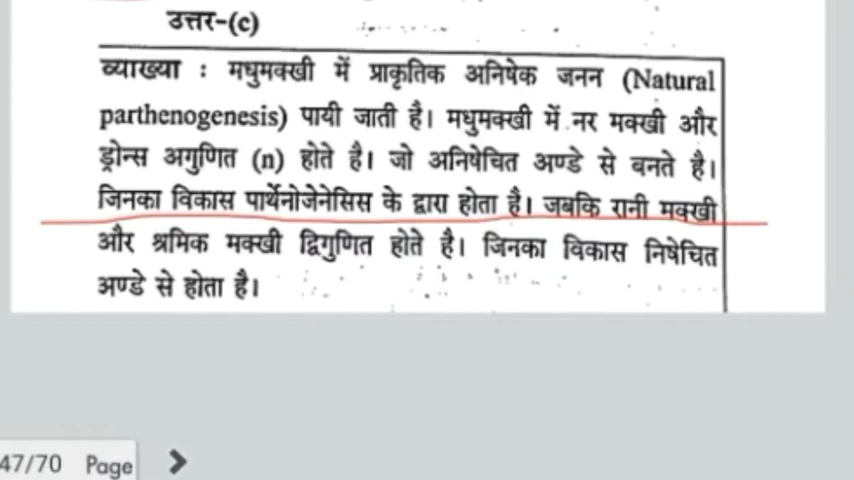 उत्तर-(c)
व्याख्या : मधुमक्खी में प्राकृतिक अनिषेक जनन (Natural
parthenogenesis) पायी जाती है। मधुमक्खी में नर मक्खी और
ड्रोन्स अगुणित (n) होते है। जो अनिषेचित अण्डे से बनते है।
जिनका विकास पार्थेनोजेनेसिस के द्वारा होता है। जबकि रानी मक्खी
और श्रमिक मक्खी द्विगुणित होते है। जिनका विकास निषेचित
अण्डे से होता है।
47/70 Page